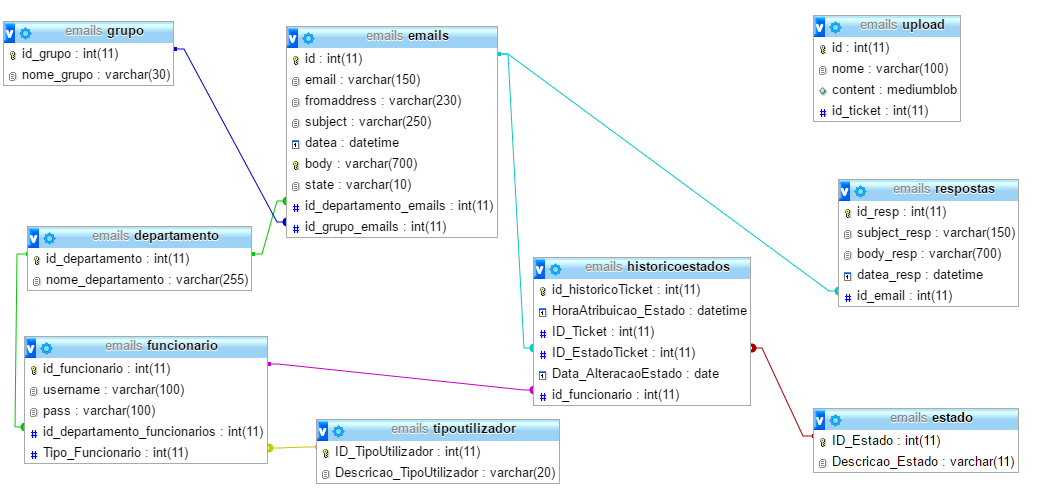 emails grupo
id_grupo : int(11)
nome_grupo : varchar(30)
emails emails
id : int(11)
email : varchar(150)
fromaddress : varchar(230)
subject : varchar(250)
datea : datetime
body : varchar(700)
state : varchar(10)
id_departamento_emails : int(11)
id_grupo_emails : int(11)
emails upload
id : int(11)
nome : varchar(100)
content : mediumblob
id_ticket : int(11)
emails respostas
id_resp : int(11)
subject_resp : varchar(150)
body_resp : varchar(700)
datea_resp : datetime
id_email : int(11)
emails departamento
id_departamento : int(11)
nome_departamento : varchar(255)
emails historicoestados
id_historicoTicket : int(11)
HoraAtribuicao_Estado : datetime
ID_Ticket : int(11)
ID_EstadoTicket : int(11)
Data_AlteracaoEstado : date
id_funcionario : int(11)
emails funcionario
id_funcionario : int(11)
username : varchar(100)
pass : varchar(100)
id_departamento_funcionarios : int(11)
Tipo_Funcionario : int(11)
emails tipoutilizador
ID_TipoUtilizador : int(11)
Descricao_TipoUtilizador : varchar(20)
emails estado
ID_Estado : int(11)
Descricao_Estado : varchar(11)